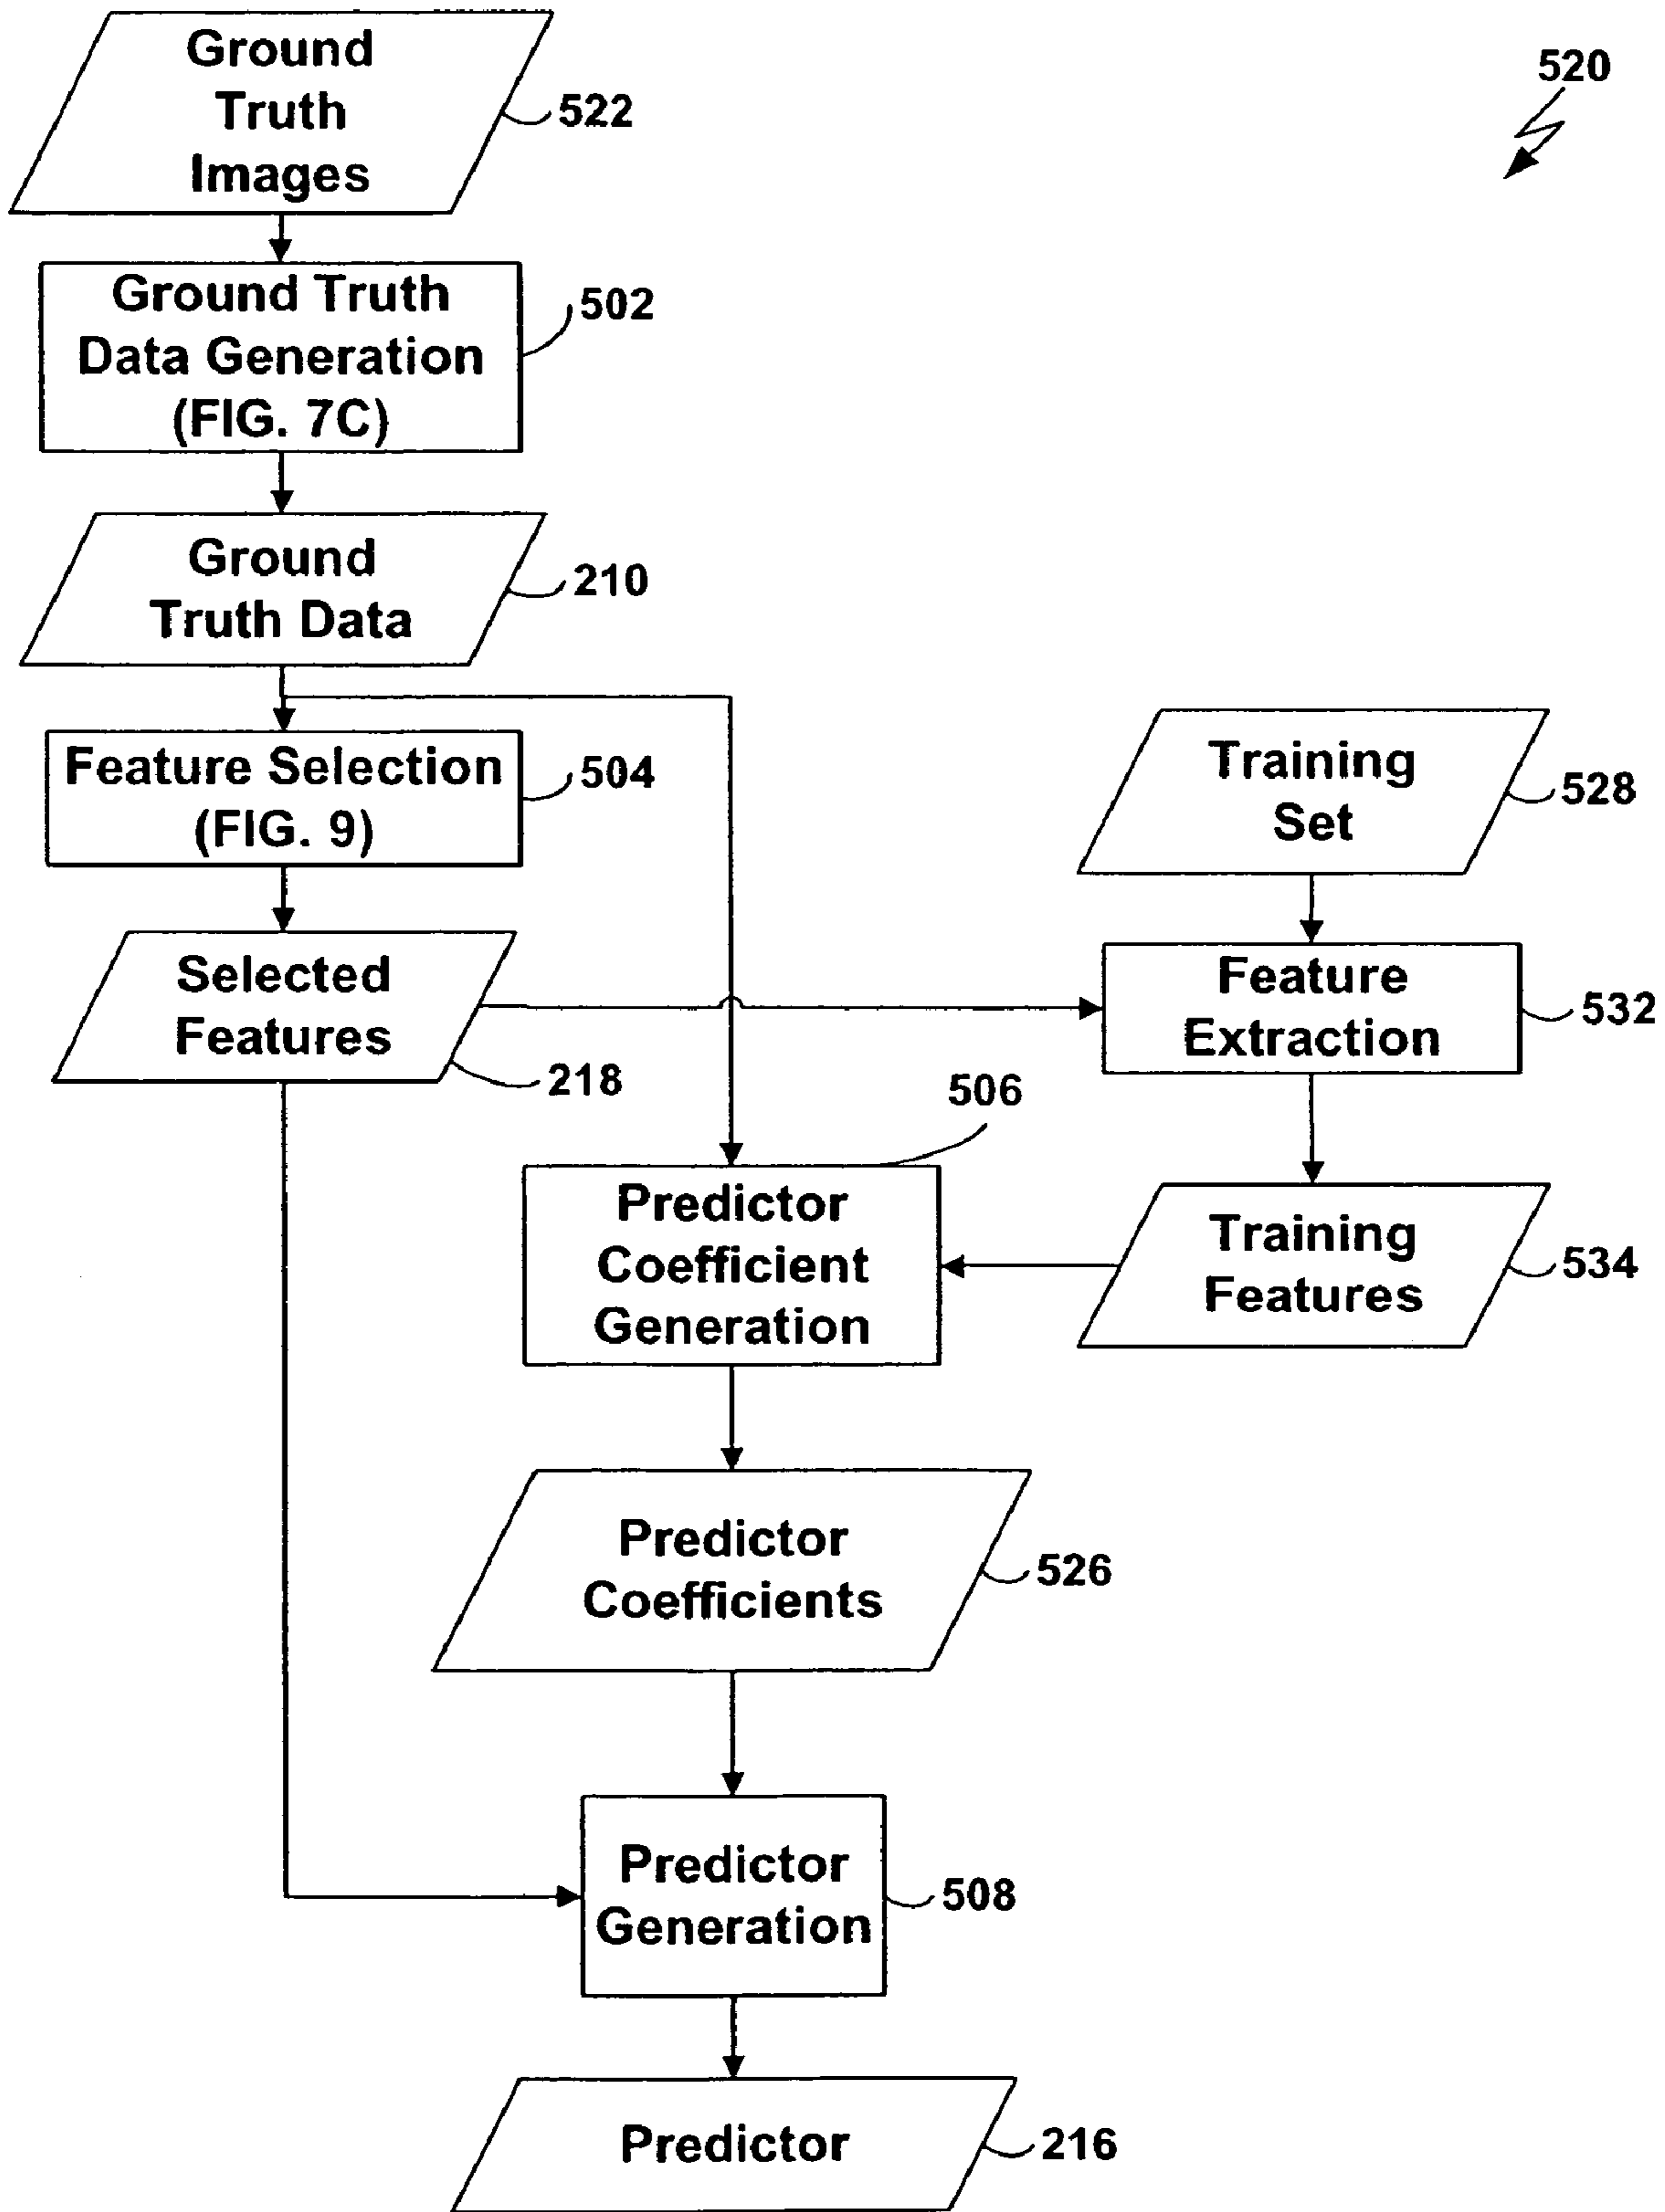 Ground
Truth
Images
522
520
Ground Truth
Data Generation
(FIG. 7C)
502
Ground
Truth Data
210
Feature Selection
(FIG. 9)
504
Training
Set
528
Selected
Features
218
Feature
Extraction
532
506
Predictor
Coefficient
Generation
Training
Features
534
Predictor
Coefficients
526
Predictor
Generation
508
Predictor
216